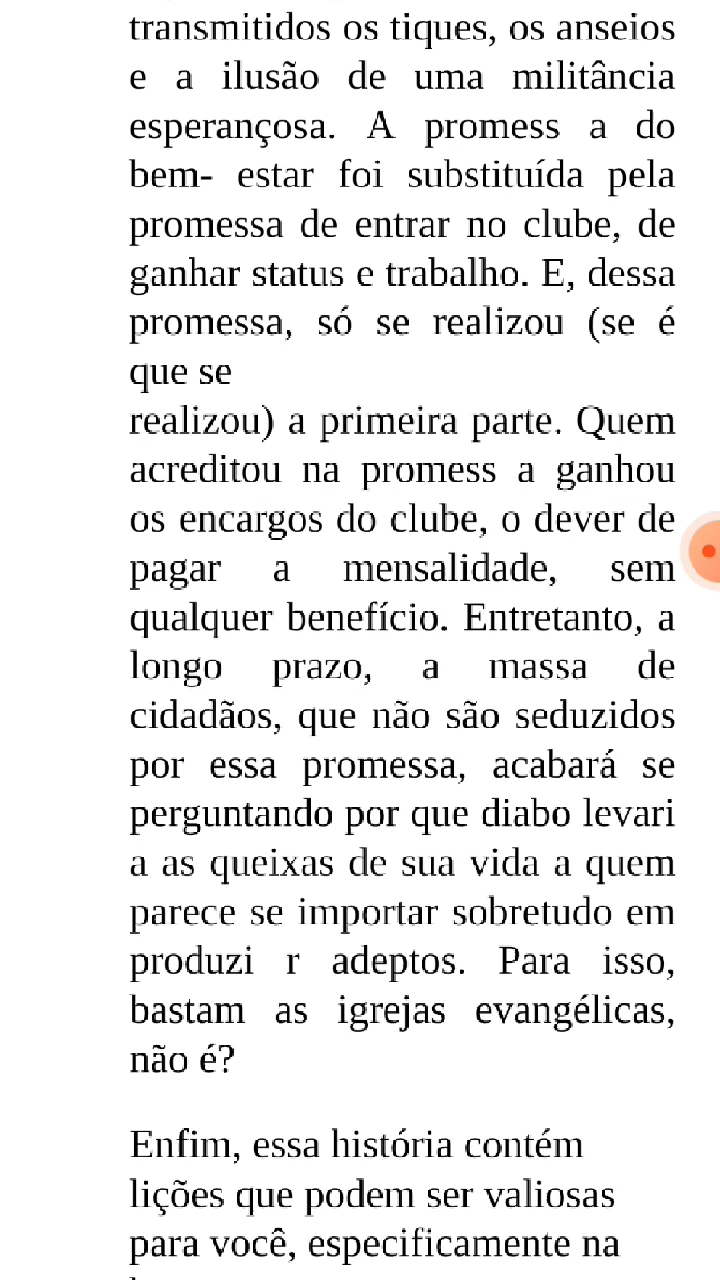 transmitidos os tiques, os anseios
e a ilusão de uma militância
esperançosa. A promess a do
bem- estar foi substituída pela
promessa de entrar no clube, de
ganhar status e trabalho. E, dessa
promessa, só se realizou (se é
que se
realizou) a primeira parte. Quem
acreditou na promess a ganhou
os encargos do clube, o dever de
pagar a mensalidade, sem
qualquer benefício. Entretanto, a
longo prazo, a massa de
cidadãos, que não são seduzidos
por essa promessa, acabará se
perguntando por que diabo levari
a as queixas de sua vida a quem
parece se importar sobretudo em
produzi r adeptos. Para isso,
bastam as igrejas evangélicas,
não é?
Enfim, essa história contém
lições que podem ser valiosas
para você, especificamente na